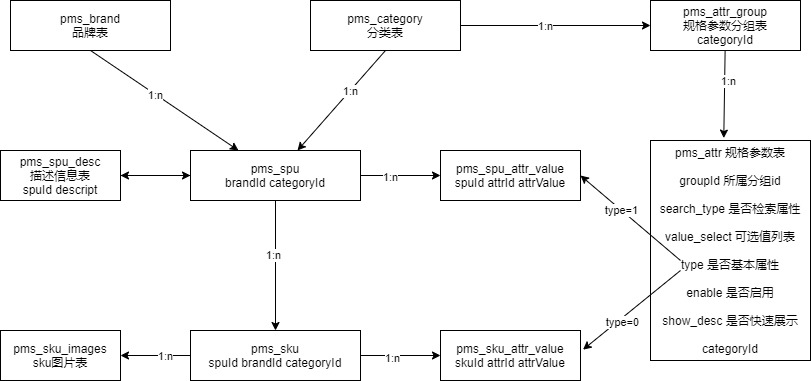 pms_brand
品牌表
pms_category
分类表
1:n
pms_attr_group
规格参数分组表
categoryId
1:n
1:n
1:n
pms_spu_desc
描述信息表
spuId descript
pms_spu
brandId categoryId
1:n
pms_spu_attr_value
spuId attrId attrValue
type=1
pms_attr 规格参数表
groupId 所属分组id
search_type 是否检索属性
value_select 可选值列表
type 是否基本属性
enable 是否启用
show_desc 是否快速展示
categoryId
1:n
type=0
pms_sku_images
sku图片表
1:n
pms_sku
spuId brandId categoryId
1:n
pms_sku_attr_value
skuId attrId attrValue